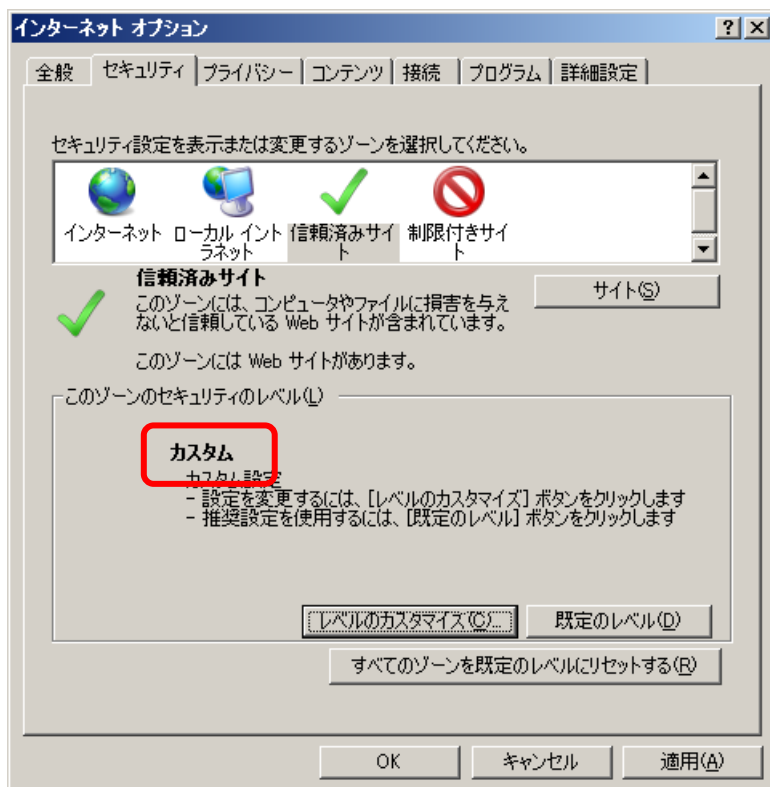 インターネット オプション
全般 セキュリティ プライバシー コンテンツ 接続 プログラム 詳細設定
セキュリティ設定を表示または変更するゾーンを選択してください。
インターネット
ローカル イント
ラネット
信頼済みサイ
ト
制限付きサイ
ト
信頼済みサイト
このゾーンには、コンピュータやファイルに損害を与え
ないと信頼している Web サイトが含まれています。
このゾーンには Web サイトがあります。
サイト(S)
このゾーンのセキュリティのレベル(L)
カスタム
カスタム設定
- 設定を変更するには、[レベルのカスタマイズ] ボタンをクリックします
- 推奨設定を使用するには、[既定のレベル] ボタンをクリックします
レベルのカスタマイズ(C)... 既定のレベル(D)
すべてのゾーンを既定のレベルにリセットする(R)
OK キャンセル 適用(A)